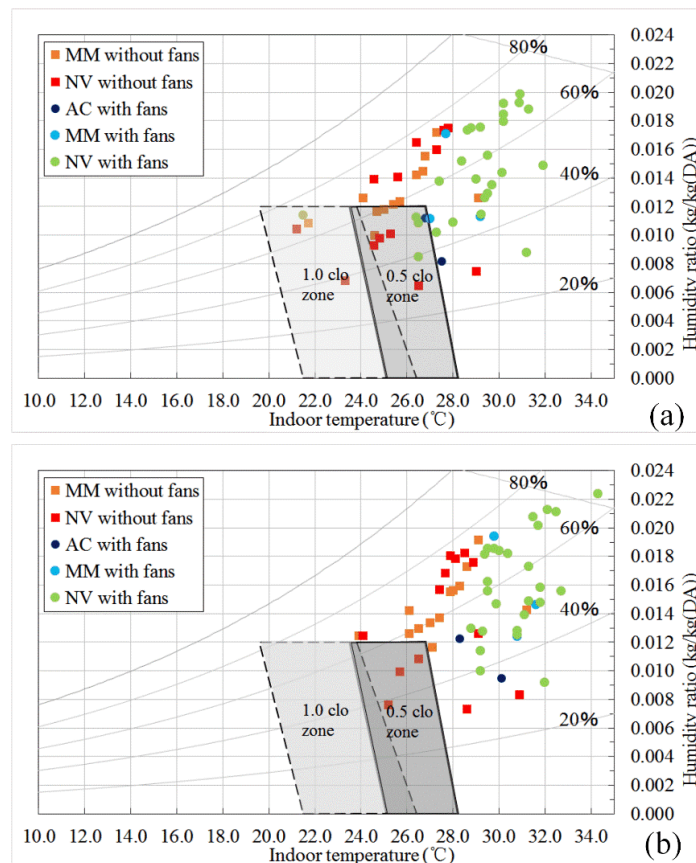 MM without fans
NV without fans
AC with fans
MM with fans
NV with fans
80%
60%
40%
20%
1.0 clo
zone
0.5 clo
zone
0.024
0.022
0.020
0.018
0.016
0.014
0.012
0.010
0.008
0.006
0.004
0.002
0.000
Humidity ratio (kg/kg(DA))
10.0 12.0 14.0 16.0 18.0 20.0 22.0 24.0 26.0 28.0 30.0 32.0 34.0
Indoor temperature (℃)
(a)
MM without fans
NV without fans
AC with fans
MM with fans
NV with fans
80%
60%
40%
20%
1.0 clo
zone
0.5 clo
zone
0.024
0.022
0.020
0.018
0.016
0.014
0.012
0.010
0.008
0.006
0.004
0.002
0.000
Humidity ratio (kg/kg(DA))
10.0 12.0 14.0 16.0 18.0 20.0 22.0 24.0 26.0 28.0 30.0 32.0 34.0
Indoor temperature (℃)
(b)